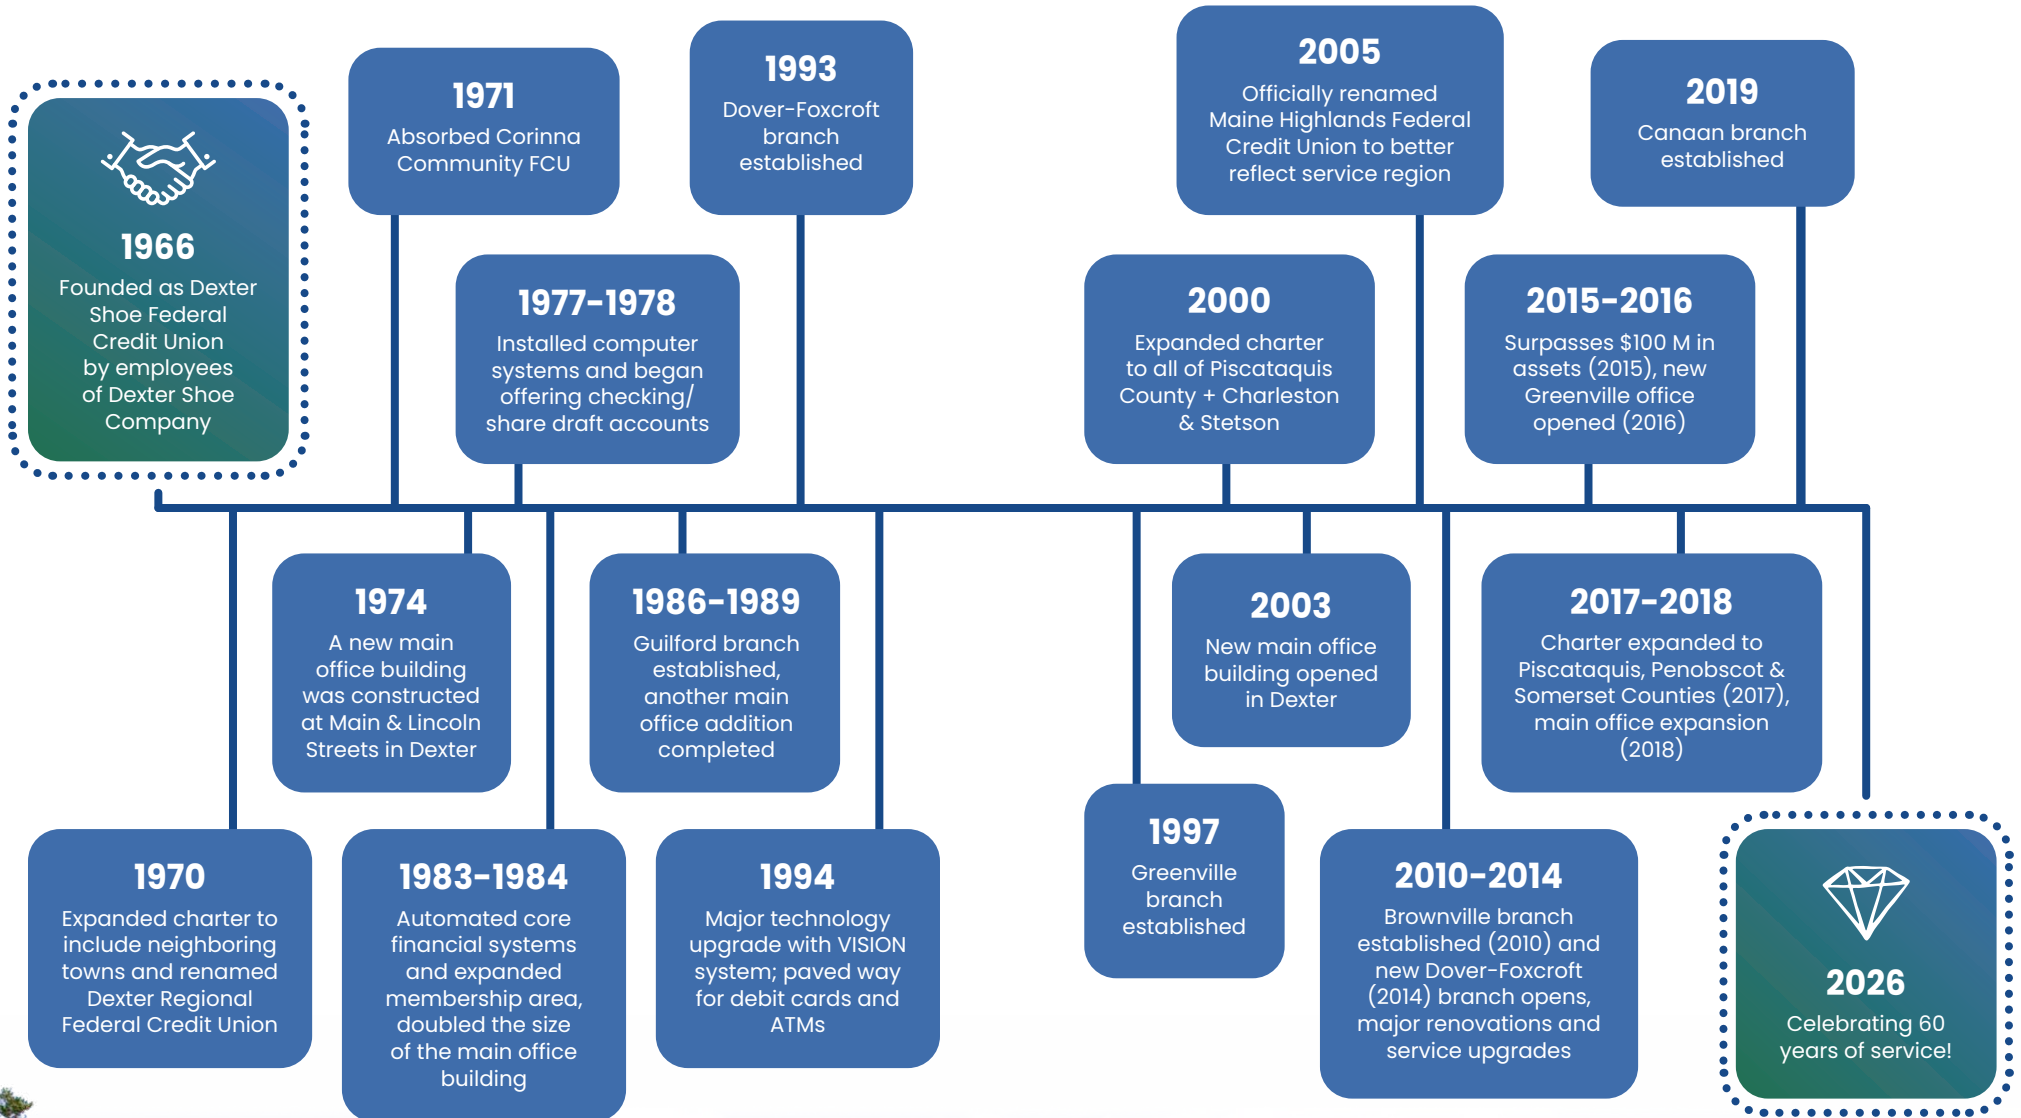 1966
Founded as Dexter
Shoe Federal
Credit Union
by employees
of Dexter Shoe
Company
1970
Expanded charter to
include neighboring
towns and renamed
Dexter Regional
Federal Credit Union
1971
Absorbed Corinna
Community FCU
1974
A new main
office building
was constructed
at Main & Lincoln
Streets in Dexter
1977-1978
Installed computer
systems and began
offering checking/
share draft accounts
1983-1984
Automated core
financial systems
and expanded
membership area,
doubled the size
of the main office
building
1986-1989
Guilford branch
established,
another main
office addition
completed
1993
Dover-Foxcroft
branch
established
1994
Major technology
upgrade with VISION
system; paved way
for debit cards and
ATMs
1997
Greenville
branch
established
2000
Expanded charter
to all of Piscataquis
County + Charleston
& Stetson
2003
New main office
building opened
in Dexter
2005
Officially renamed
Maine Highlands Federal
Credit Union to better
reflect service region
2010-2014
Brownville branch
established (2010) and
new Dover-Foxcroft
(2014) branch opens,
major renovations and
service upgrades
2015-2016
Surpasses $100 M in
assets (2015), new
Greenville office
opened (2016)
2017-2018
Charter expanded to
Piscataquis, Penobscot &
Somerset Counties (2017),
main office expansion
(2018)
2019
Canaan branch
established
2026
Celebrating 60
years of service!